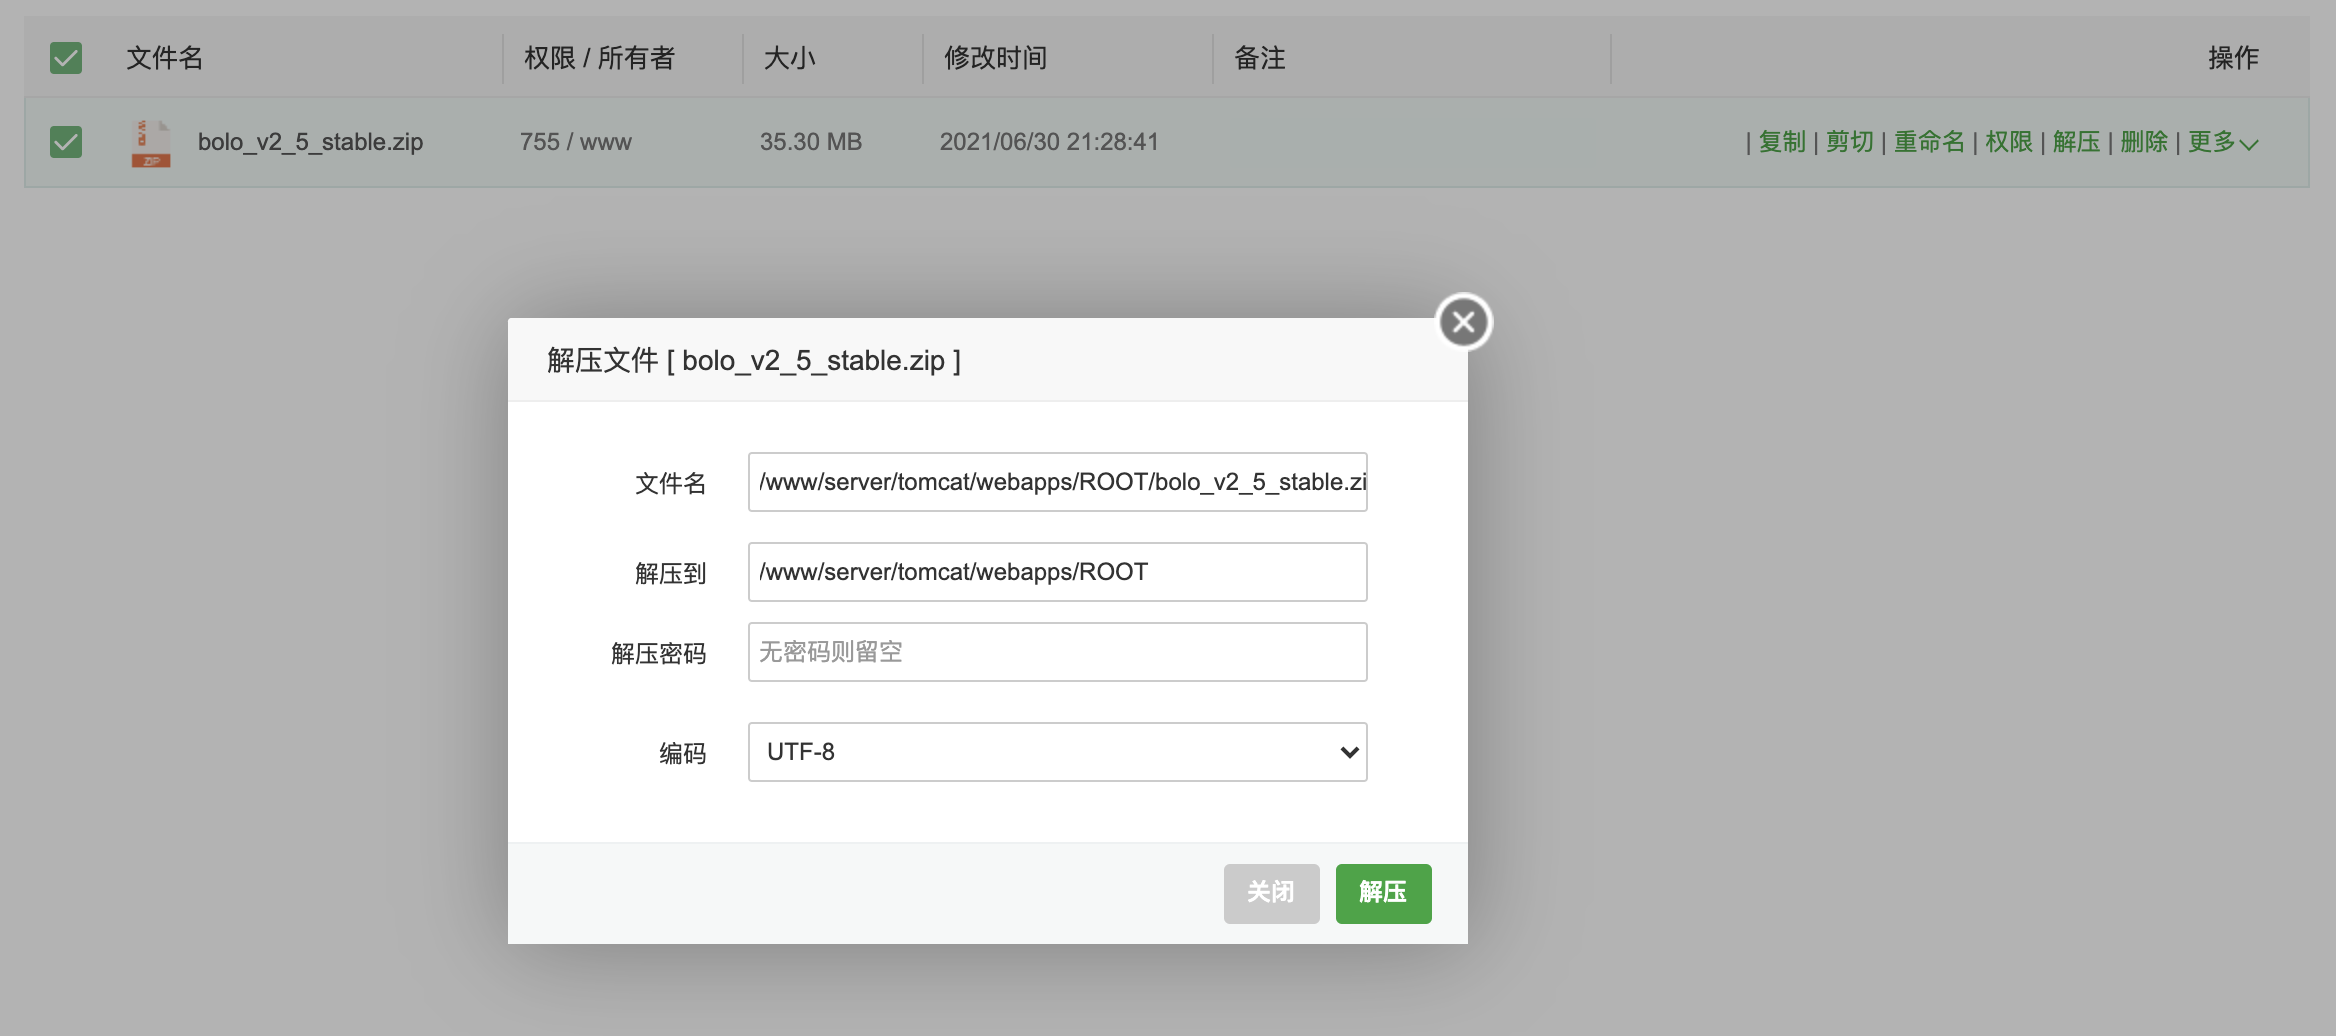 文件名 权限 / 所有者 大小 修改时间 备注 操作
ZIP bolo_v2_5_stable.zip 755 / www 35.30 MB 2021/06/30 21:28:41 | 复制 | 剪切 | 重命名 | 权限 | 解压 | 删除 | 更多
解压文件 [ bolo_v2_5_stable.zip ]
文件名 /www/server/tomcat/webapps/ROOT/bolo_v2_5_stable.zi
解压到 /www/server/tomcat/webapps/ROOT
解压密码 无密码则留空
编码 UTF-8
关闭 解压